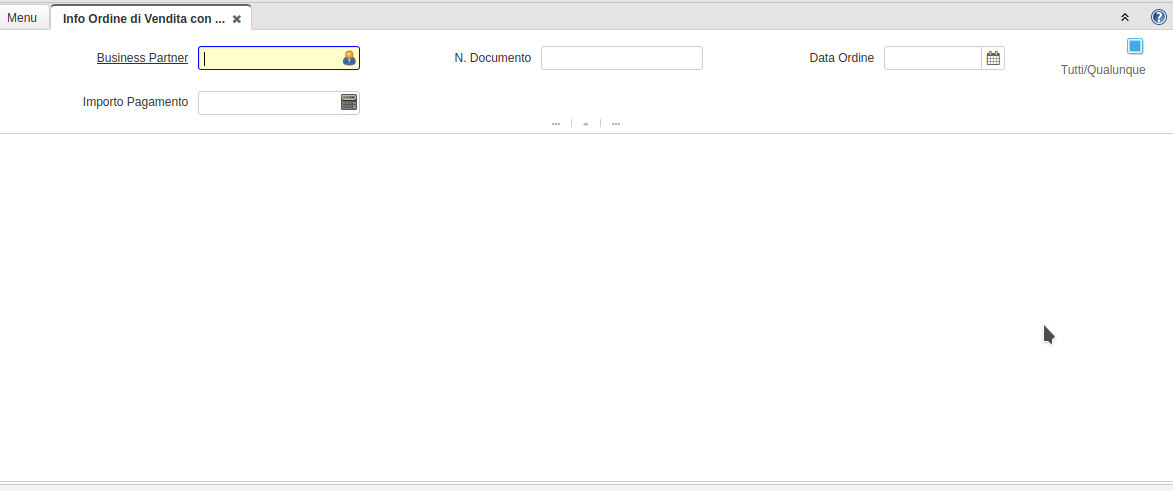 Menu
Info Ordine di Vendita con ...
Business Partner
N. Documento
Data Ordine
Tutti/Qualunque
Importo Pagamento